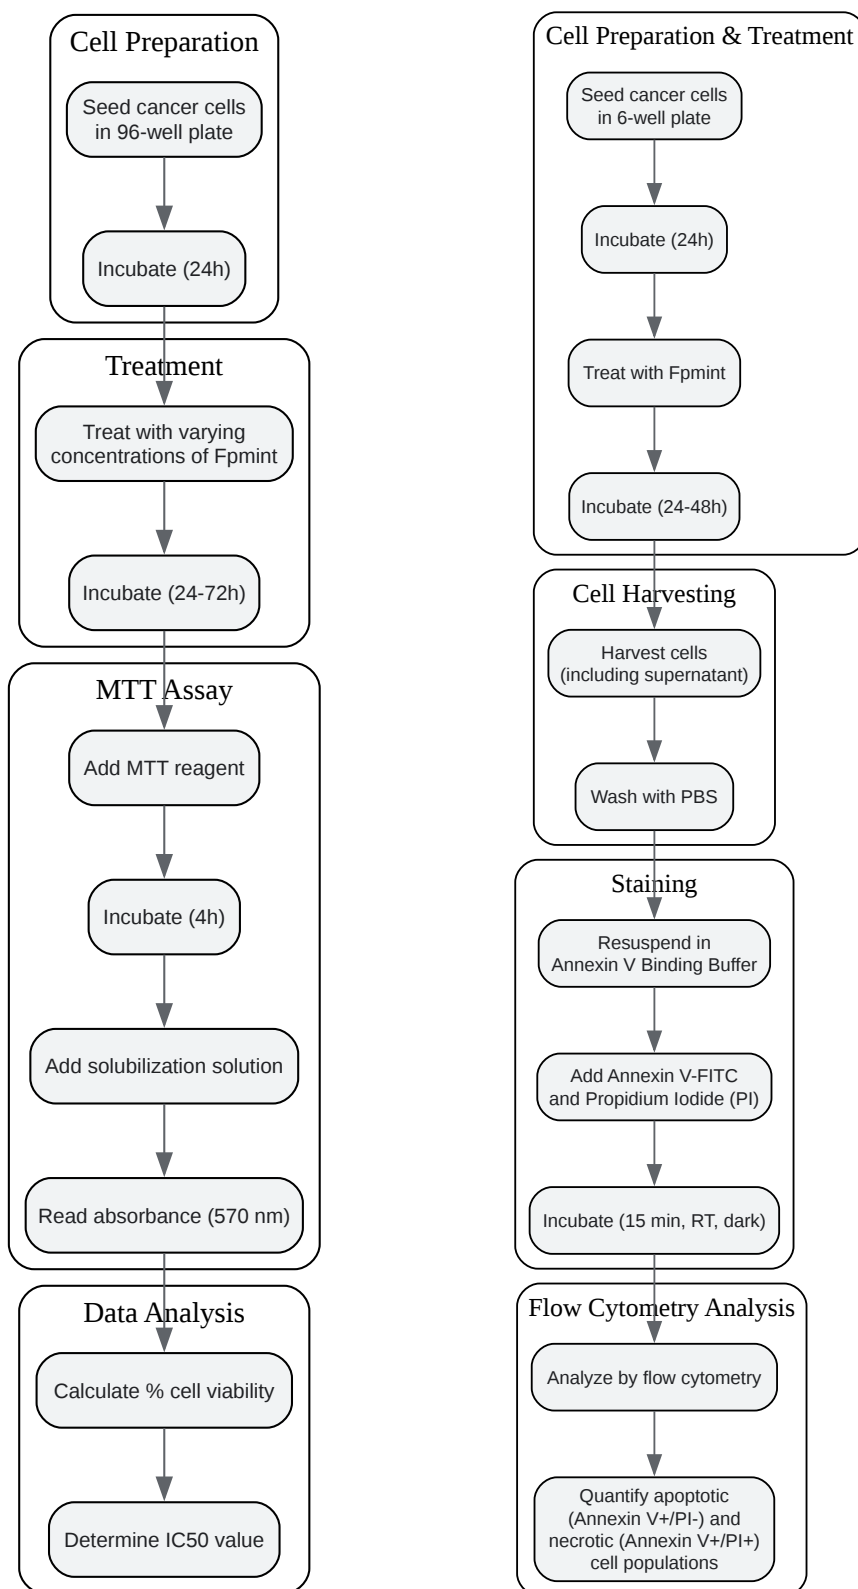 Cell Preparation
Seed cancer cells
in 96-well plate
Incubate (24h)
Treatment
Treat with varying
concentrations of Fpmint
Incubate (24-72h)
MTT Assay
Add MTT reagent
Incubate (4h)
Add solubilization solution
Read absorbance (570 nm)
Data Analysis
Calculate % cell viability
Determine IC50 value
Cell Preparation & Treatment
Seed cancer cells
in 6-well plate
Incubate (24h)
Treat with Fpmint
Incubate (24-48h)
Cell Harvesting
Harvest cells
(including supernatant)
Wash with PBS
Staining
Resuspend in
Annexin V Binding Buffer
Add Annexin V-FITC
and Propidium Iodide (PI)
Incubate (15 min, RT, dark)
Flow Cytometry Analysis
Analyze by flow cytometry
Quantify apoptotic
(Annexin V+/PI-) and
necrotic (Annexin V+/PI+)
cell populations